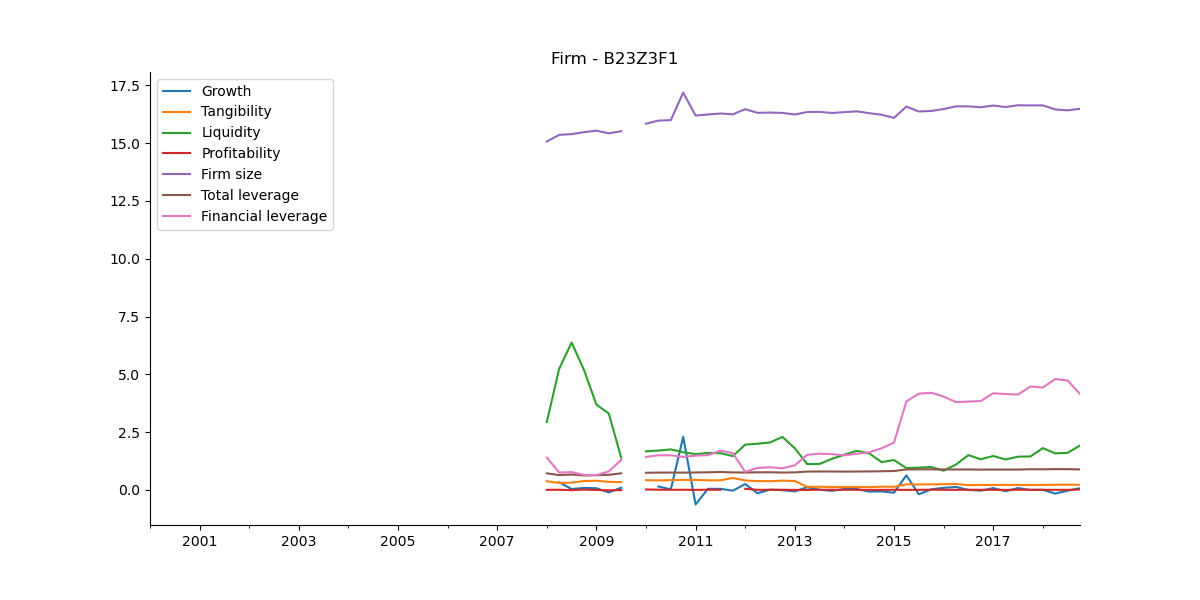 Firm - B23Z3F1
17.5
15.0
12.5
10.0
7.5
5.0
2.5
0.0
Growth
Tangibility
Liquidity
Profitability
Firm size
Total leverage
Financial leverage
2001 2003 2005 2007 2009 2011 2013 2015 2017